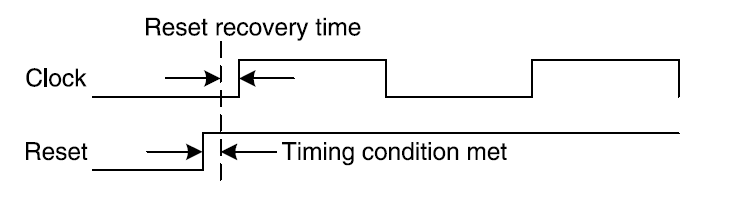 Reset recovery time
Clock
Reset
Timing condition met